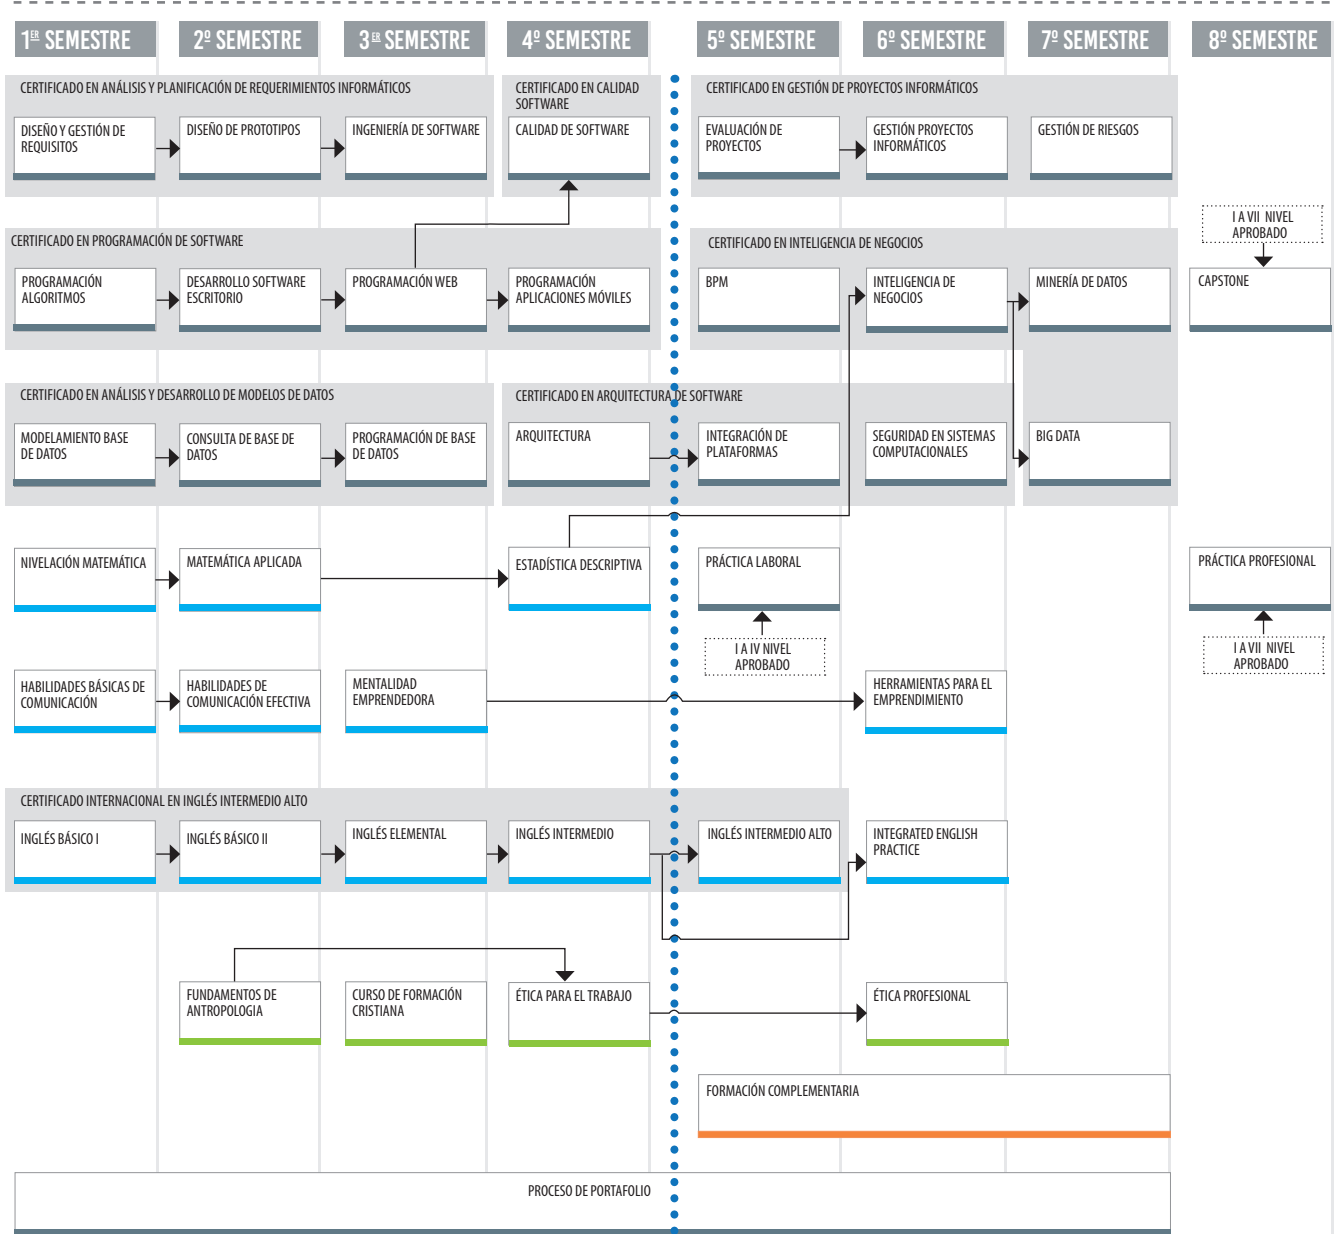 1ER SEMESTRE
2º SEMESTRE
3ER SEMESTRE
4º SEMESTRE
5º SEMESTRE
6º SEMESTRE
7º SEMESTRE
8º SEMESTRE
CERTIFICADO EN ANÁLISIS Y PLANIFICACIÓN DE REQUERIMIENTOS INFORMÁTICOS
CERTIFICADO EN CALIDAD
SOFTWARE
CERTIFICADO EN GESTIÓN DE PROYECTOS INFORMÁTICOS
DISEÑO Y GESTIÓN DE
REQUISITOS
DISEÑO DE PROTOTIPOS
INGENIERÍA DE SOFTWARE
CALIDAD DE SOFTWARE
EVALUACIÓN DE
PROYECTOS
GESTIÓN PROYECTOS
INFORMÁTICOS
GESTIÓN DE RIESGOS
I A VII NIVEL
APROBADO
CERTIFICADO EN PROGRAMACIÓN DE SOFTWARE
CERTIFICADO EN INTELIGENCIA DE NEGOCIOS
PROGRAMACIÓN
ALGORITMOS
DESARROLLO SOFTWARE
ESCRITORIO
PROGRAMACIÓN WEB
PROGRAMACIÓN
APLICACIONES MÓVILES
BPM
INTELIGENCIA DE
NEGOCIOS
MINERÍA DE DATOS
CAPSTONE
CERTIFICADO EN ANÁLISIS Y DESARROLLO DE MODELOS DE DATOS
CERTIFICADO EN ARQUITECTURA DE SOFTWARE
MODELAMIENTO BASE
DE DATOS
CONSULTA DE BASE DE
DATOS
PROGRAMACIÓN DE BASE
DE DATOS
ARQUITECTURA
INTEGRACIÓN DE
PLATAFORMAS
SEGURIDAD EN SISTEMAS
COMPUTACIONALES
BIG DATA
NIVELACIÓN MATEMÁTICA
MATEMÁTICA APLICADA
ESTADÍSTICA DESCRIPTIVA
PRÁCTICA LABORAL
PRÁCTICA PROFESIONAL
I A IV NIVEL
APROBADO
I A VII NIVEL
APROBADO
HABILIDADES BÁSICAS DE
COMUNICACIÓN
HABILIDADES DE
COMUNICACIÓN EFECTIVA
MENTALIDAD
EMPRENDEDORA
HERRAMIENTAS PARA EL
EMPRENDIMIENTO
CERTIFICADO INTERNACIONAL EN INGLÉS INTERMEDIO ALTO
INGLÉS BÁSICO I
INGLÉS BÁSICO II
INGLÉS ELEMENTAL
INGLÉS INTERMEDIO
INGLÉS INTERMEDIO ALTO
INTEGRATED ENGLISH
PRACTICE
FUNDAMENTOS DE
ANTROPOLOGIA
CURSO DE FORMACIÓN
CRISTIANA
ÉTICA PARA EL TRABAJO
ÉTICA PROFESIONAL
FORMACIÓN COMPLEMENTARIA
PROCESO DE PORTAFOLIO